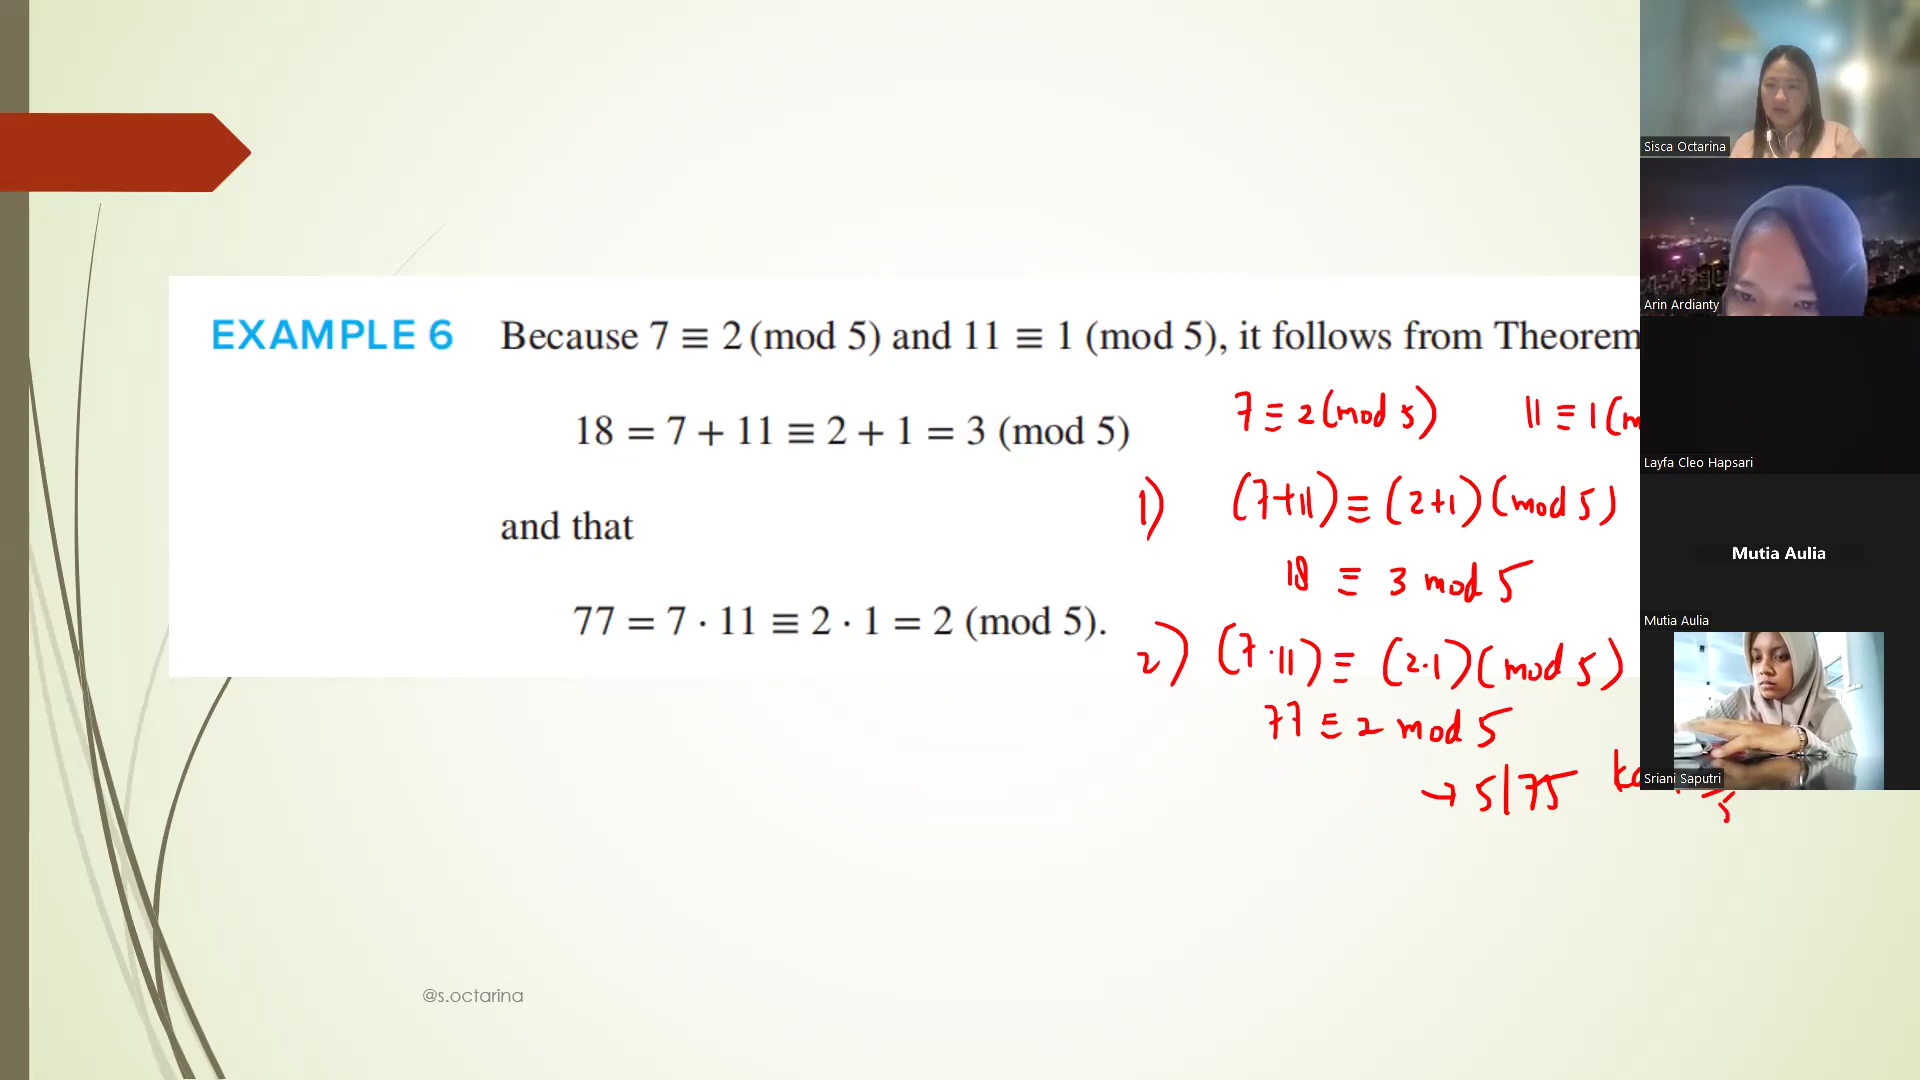 EXAMPLE 6 Because 7 ≡ 2 (mod 5) and 11 ≡ 1 (mod 5), it follows from Theorem
18 = 7 + 11 ≡ 2 + 1 = 3 (mod 5)
and that
77 = 7 · 11 ≡ 2 · 1 = 2 (mod 5).
7 ≡ 2 (mod 5) 11 ≡ 1 (m
1) (7+11) ≡ (2+1) (mod 5)
18 ≡ 3 mod 5
2) (7·11) ≡ (2·1) (mod 5)
77 ≡ 2 mod 5
→ 5|75
5
@s.octarina
Sisca Octarina
Arin Ardianty
Layfa Cleo Hapsari
Mutia Aulia
Mutia Aulia
Sriani Saputri